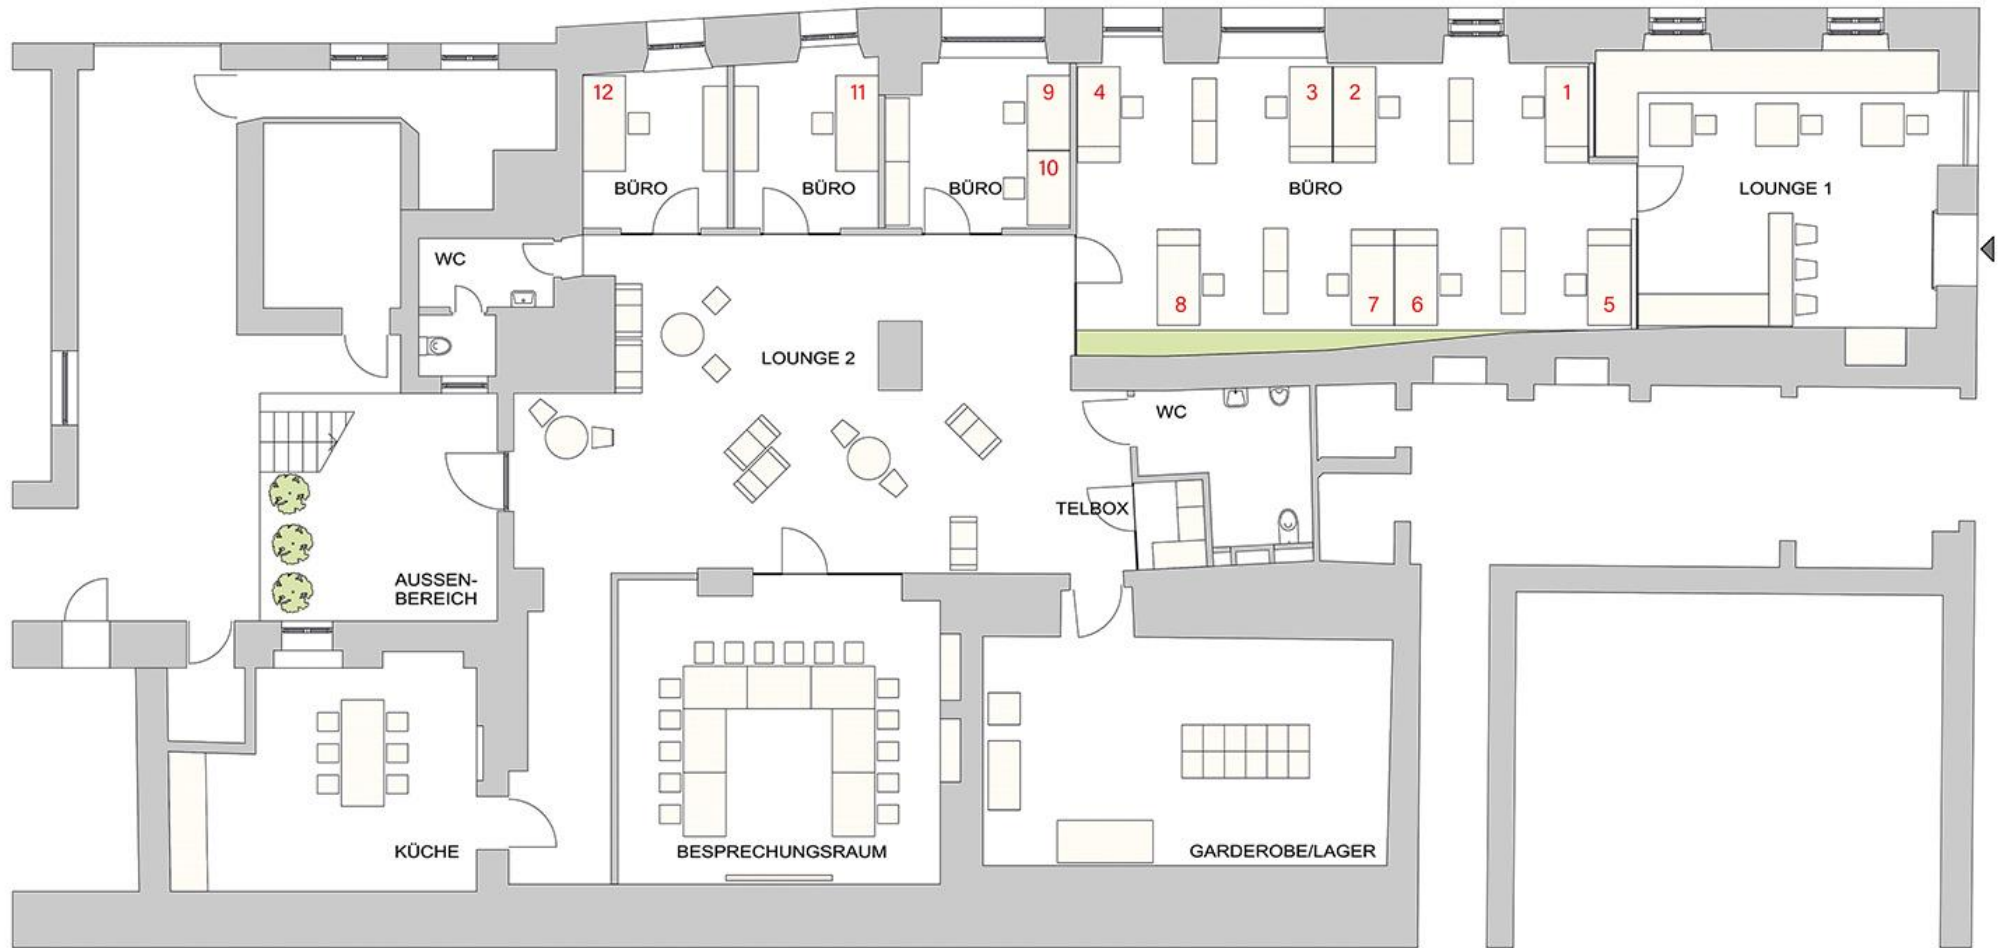 12
11
9
4
3
2
1
10
BÜRO
BÜRO
BÜRO
BÜRO
LOUNGE 1
WC
8
7
6
5
LOUNGE 2
WC
TELBOX
AUSSEN-
BEREICH
KÜCHE
BESPRECHUNGSRAUM
GARDEROBE/LAGER